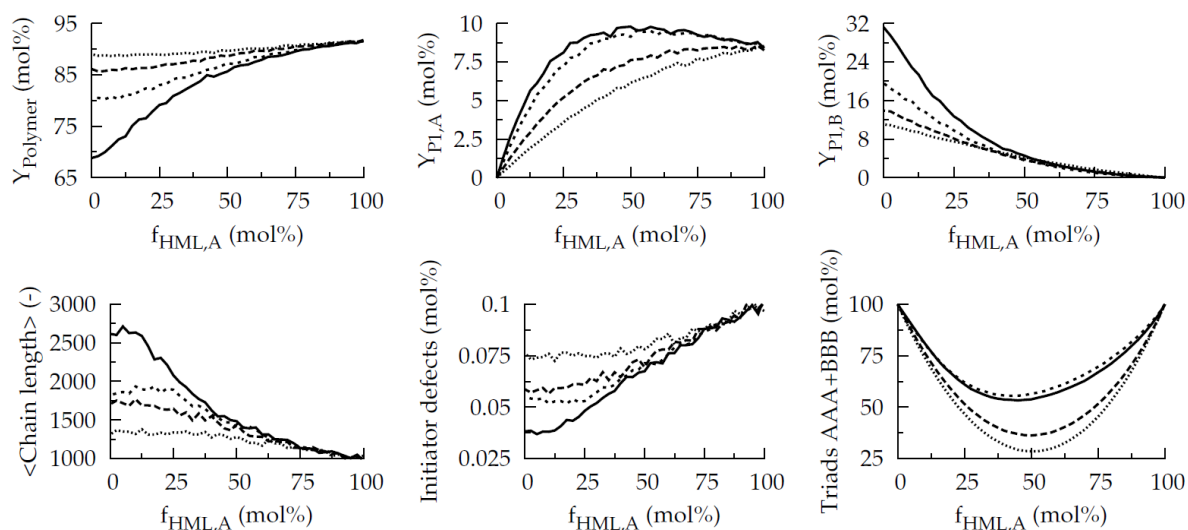 Y_Polymer (mol%)
95
85
75
65
0 25 50 75 100
f_HML,A (mol%)
Y_P1,A (mol%)
10
7.5
5
2.5
0
0 25 50 75 100
f_HML,A (mol%)
Y_P1,B (mol%)
32
24
16
8
0
0 25 50 75 100
f_HML,A (mol%)
<Chain length> (-)
3000
2500
2000
1500
1000
0 25 50 75 100
f_HML,A (mol%)
Initiator defects (mol%)
0.1
0.075
0.05
0.025
0 25 50 75 100
f_HML,A (mol%)
Triads AAA+BBB (mol%)
100
75
50
25
0 25 50 75 100
f_HML,A (mol%)